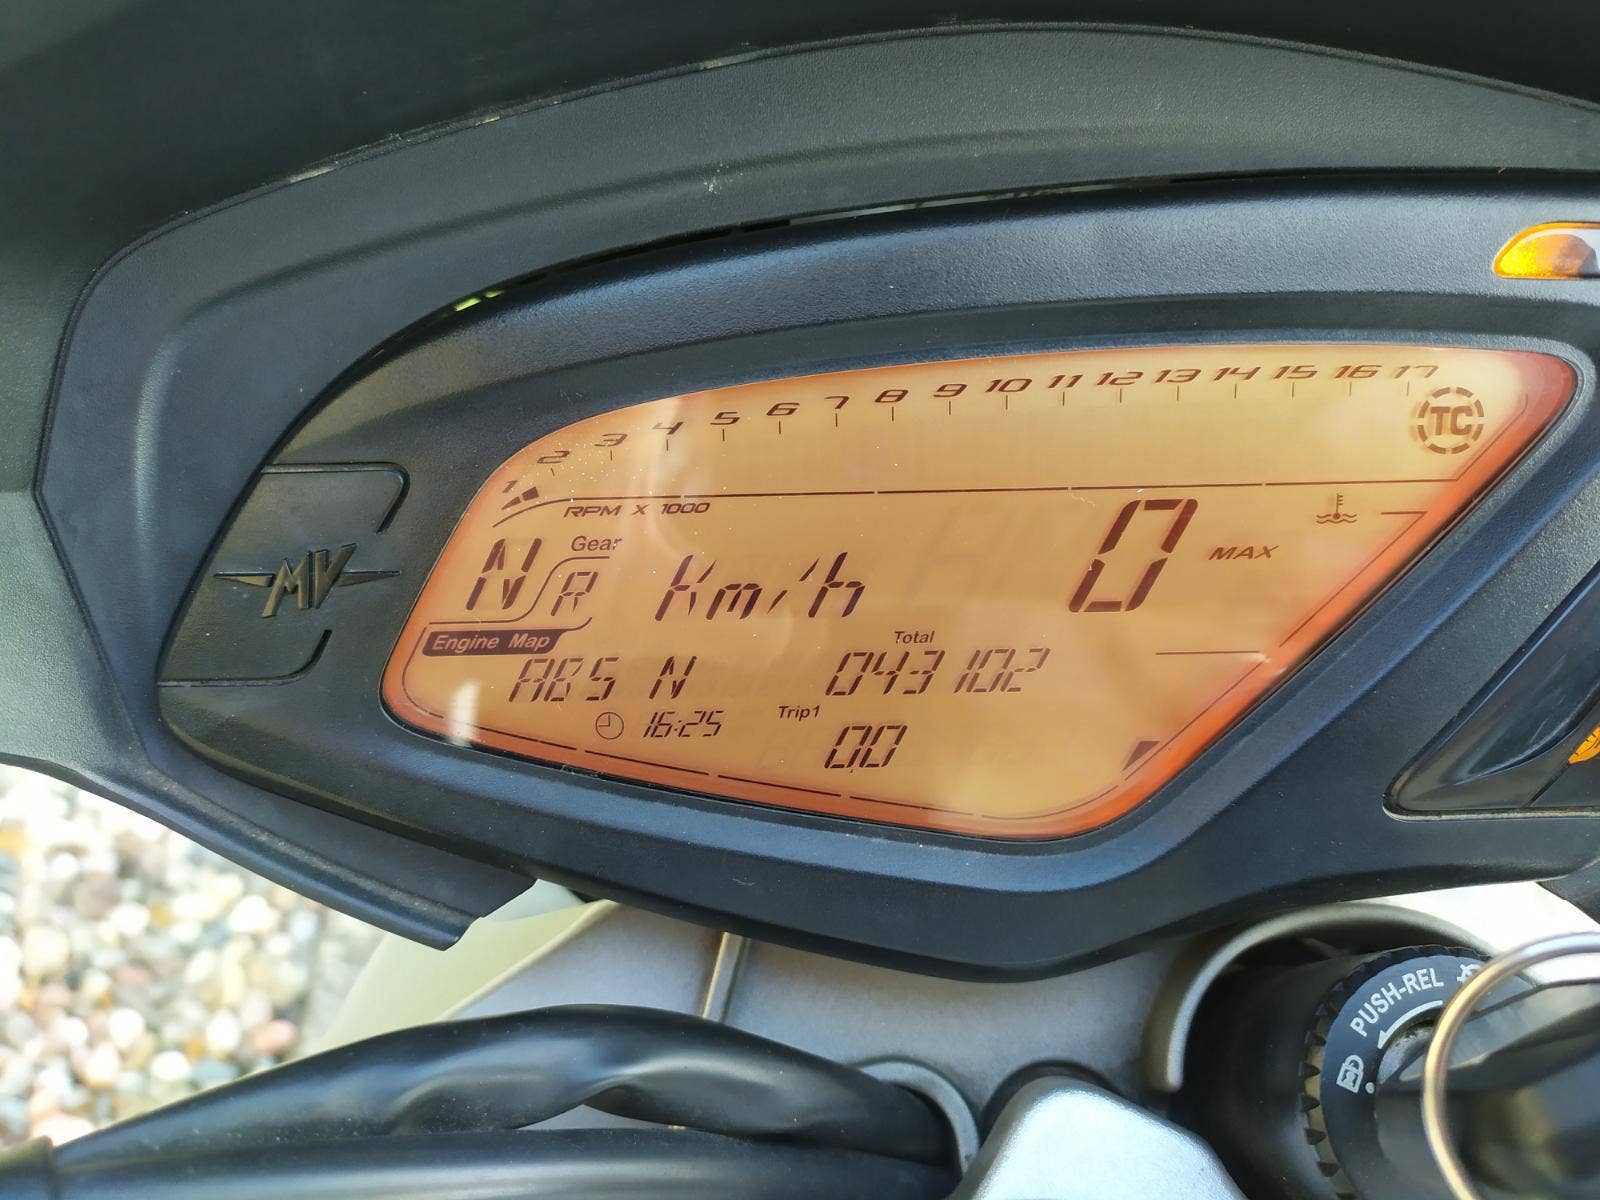 1 2 3 4 5 6 7 8 9 10 11 12 13 14 15 16 17
TC
RPM X 1000
N Gear R Km/h 0 MAX
MV
Engine Map
Total
ABS N 043102
16:25 Trip1
0.0
PUSH-REL